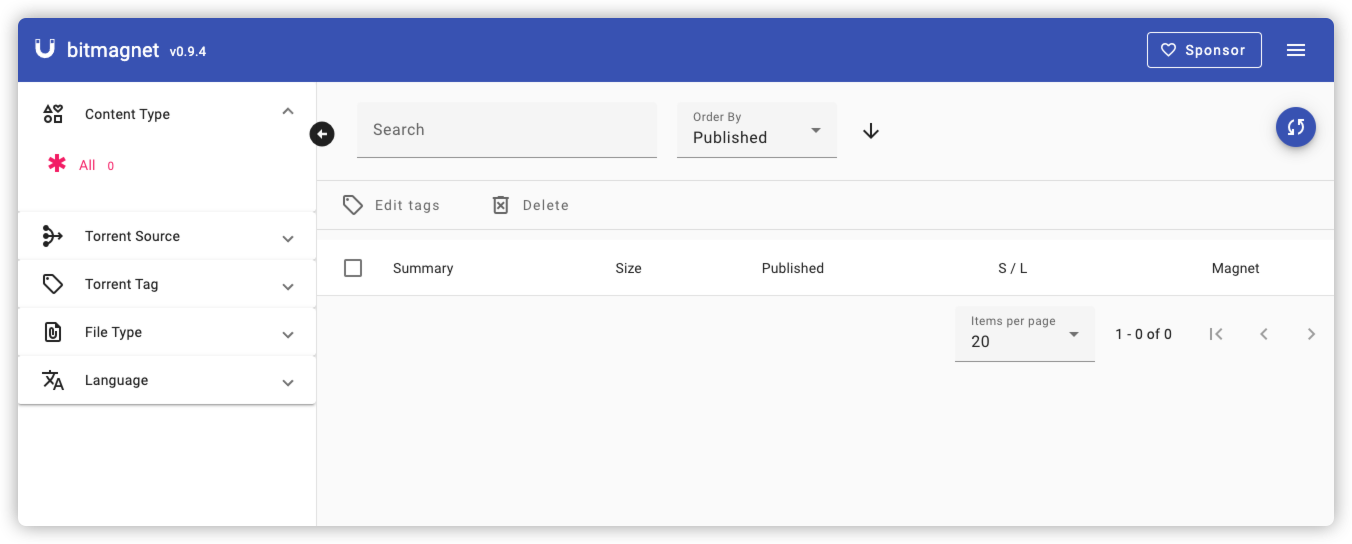 bitmagnet v0.9.4
Sponsor
Content Type
All 0
Torrent Source
Torrent Tag
File Type
Language
Search
Order By
Published
Edit tags
Delete
Summary Size Published S / L Magnet
Items per page
20
1 - 0 of 0